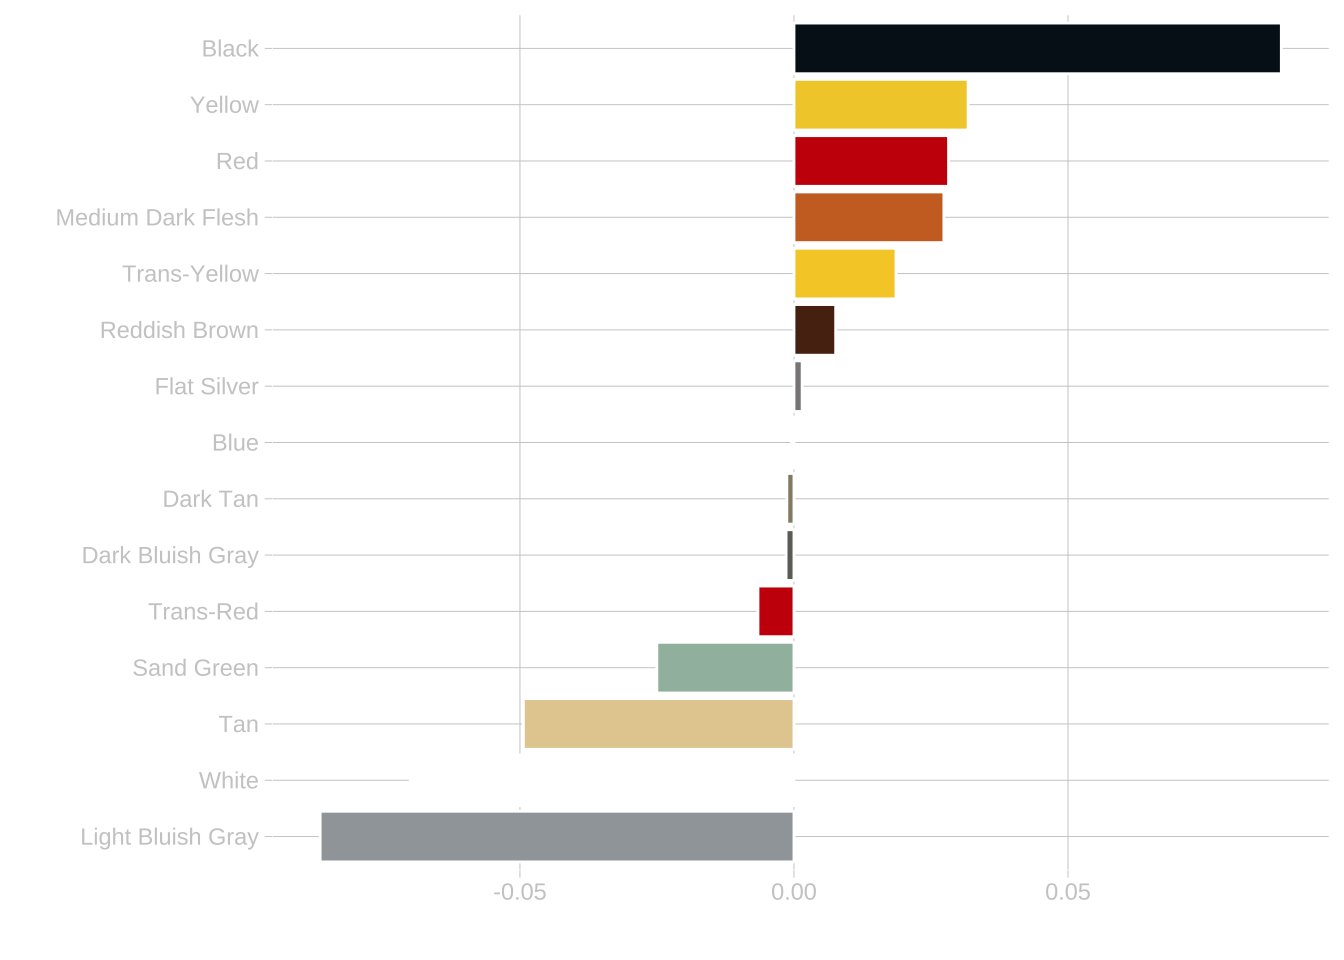 Black
Yellow
Red
Medium Dark Flesh
Trans-Yellow
Reddish Brown
Flat Silver
Blue
Dark Tan
Dark Bluish Gray
Trans-Red
Sand Green
Tan
White
Light Bluish Gray
-0.05 0.00 0.05